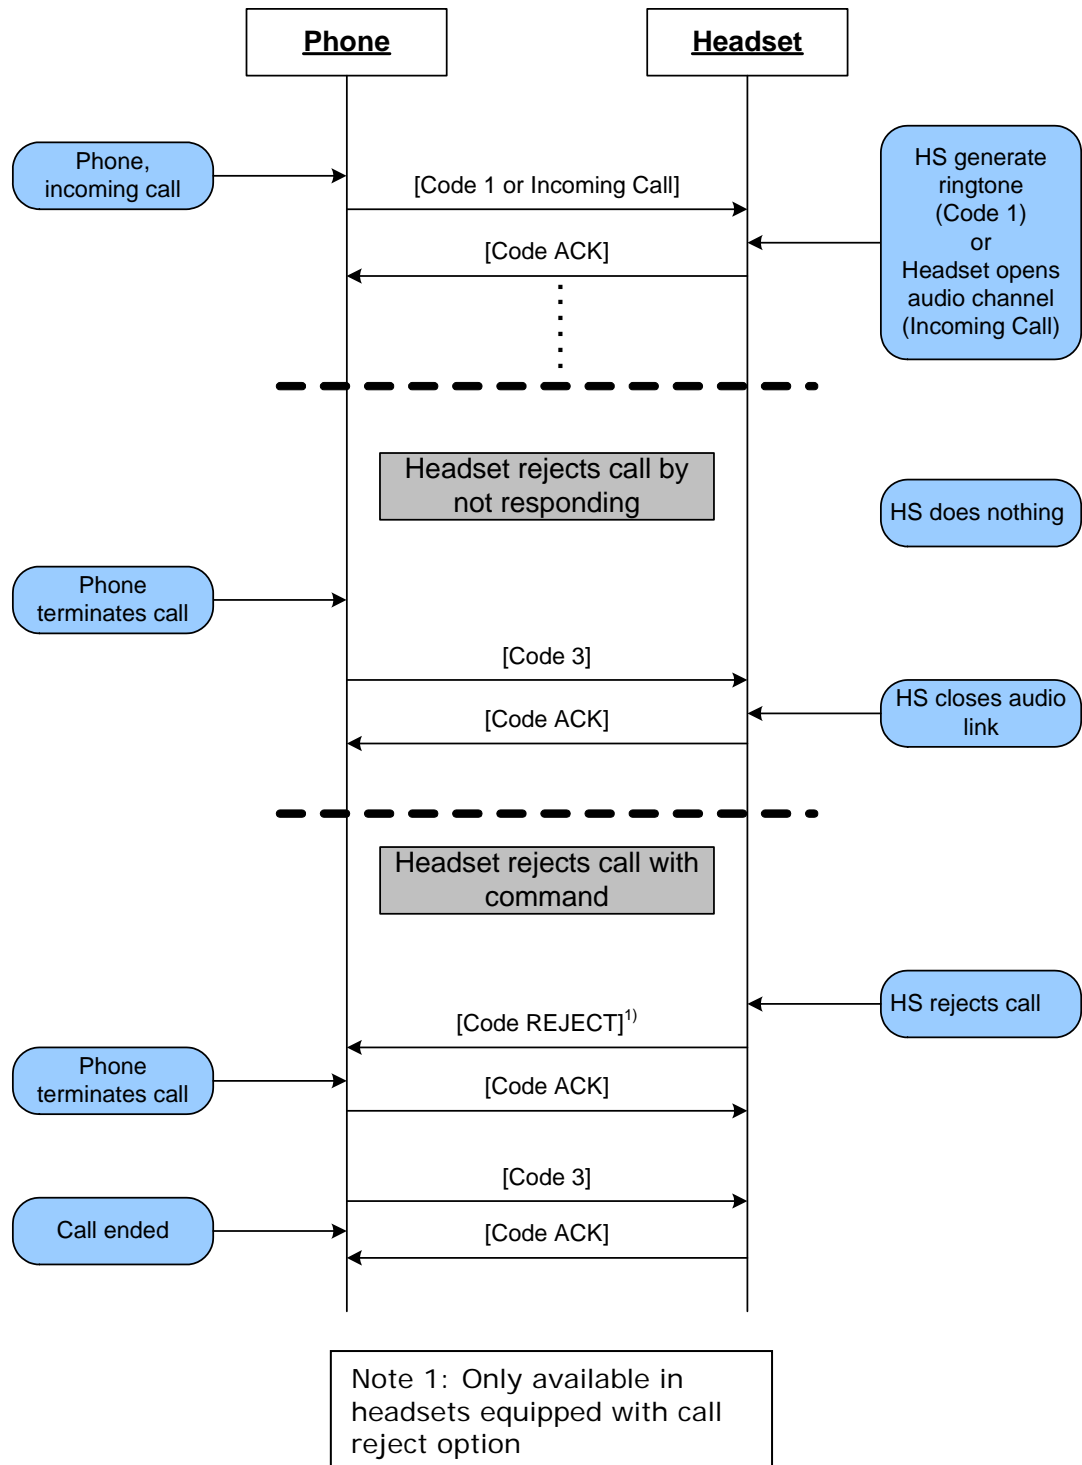 Phone
Headset
Phone,
incoming call
[Code 1 or Incoming Call]
HS generate
ringtone
(Code 1)
or
Headset opens
audio channel
(Incoming Call)
[Code ACK]
Headset rejects call by
not responding
HS does nothing
Phone
terminates call
[Code 3]
HS closes audio
link
[Code ACK]
Headset rejects call with
command
HS rejects call
[Code REJECT]1)
Phone
terminates call
[Code ACK]
[Code 3]
Call ended
[Code ACK]
Note 1: Only available in
headsets equipped with call
reject option